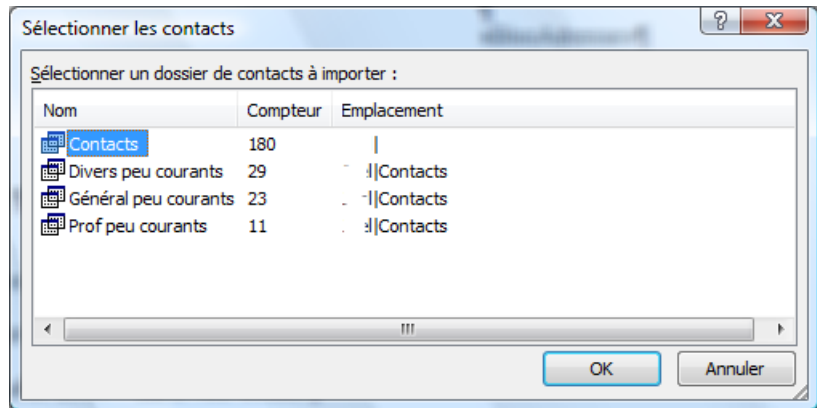 Sélectionner les contacts
Sélectionner un dossier de contacts à importer :
Nom Compteur Emplacement
Contacts 180
Divers peu courants 29 |Contacts
Général peu courants 23 |Contacts
Prof peu courants 11 |Contacts
OK Annuler